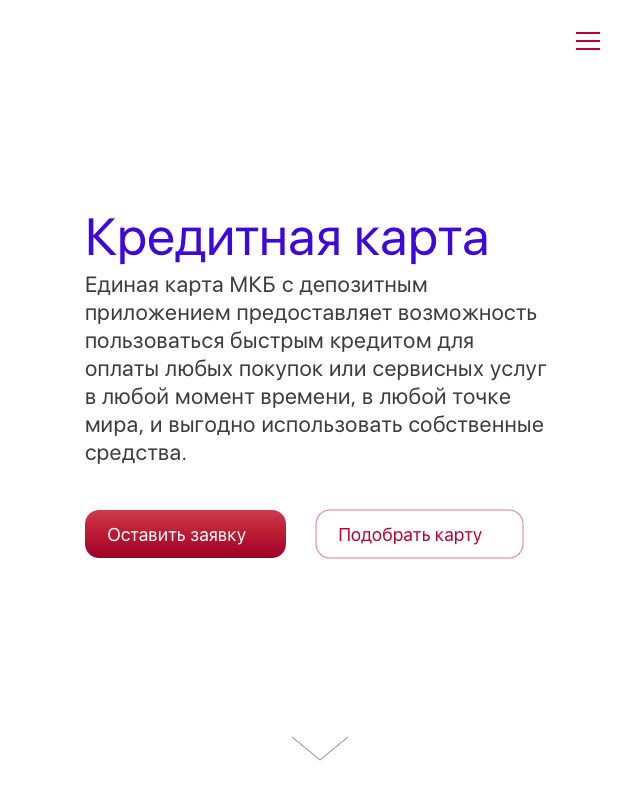 Кредитная карта
Единая карта МКБ с депозитным
приложением предоставляет возможность
пользоваться быстрым кредитом для
оплаты любых покупок или сервисных услуг
в любой момент времени, в любой точке
мира, и выгодно использовать собственные
средства.
Оставить заявку
Подобрать карту